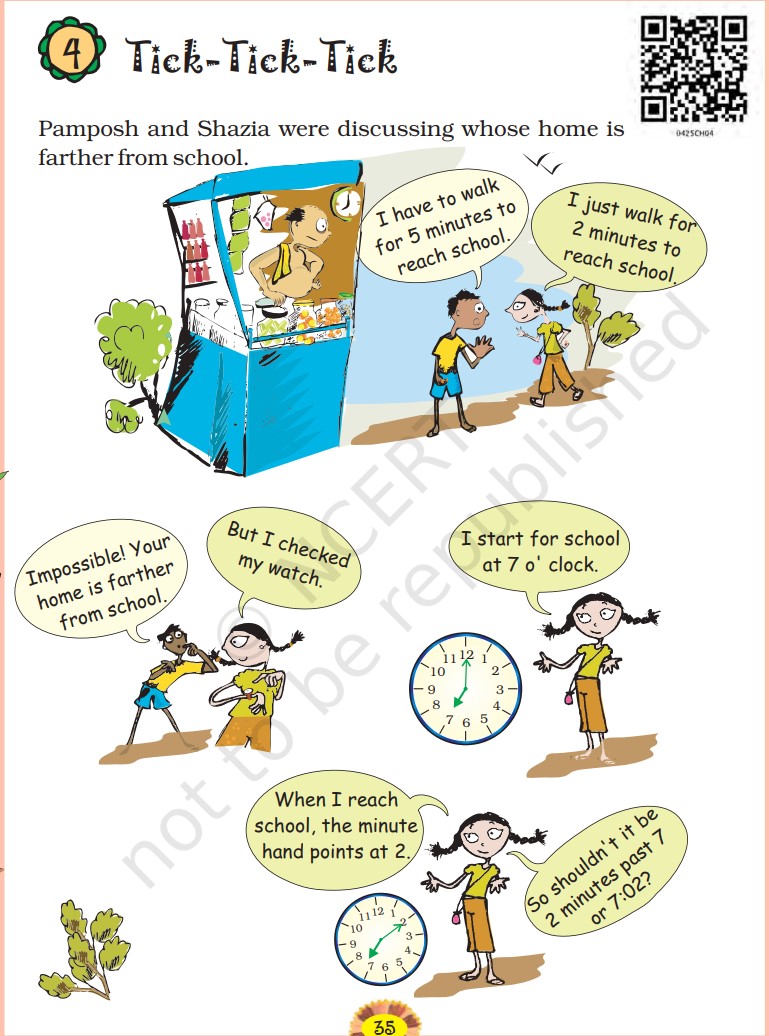 4
Tick-Tick-Tick
0425CH04
Pamposh and Shazia were discussing whose home is
farther from school.
I have to walk
for 5 minutes to
reach school.
I just walk for
2 minutes to
reach school.
Impossible! Your
home is farther
from school.
But I checked
my watch.
I start for school
at 7 o' clock.
11 12 1
10 2
9 3
8 4
7 6 5
When I reach
school, the minute
hand points at 2.
So shouldn't it be
2 minutes past 7
or 7:02?
11 12 1
10 2
9 3
8 4
7 6 5
© NCERT
not to be republished
35